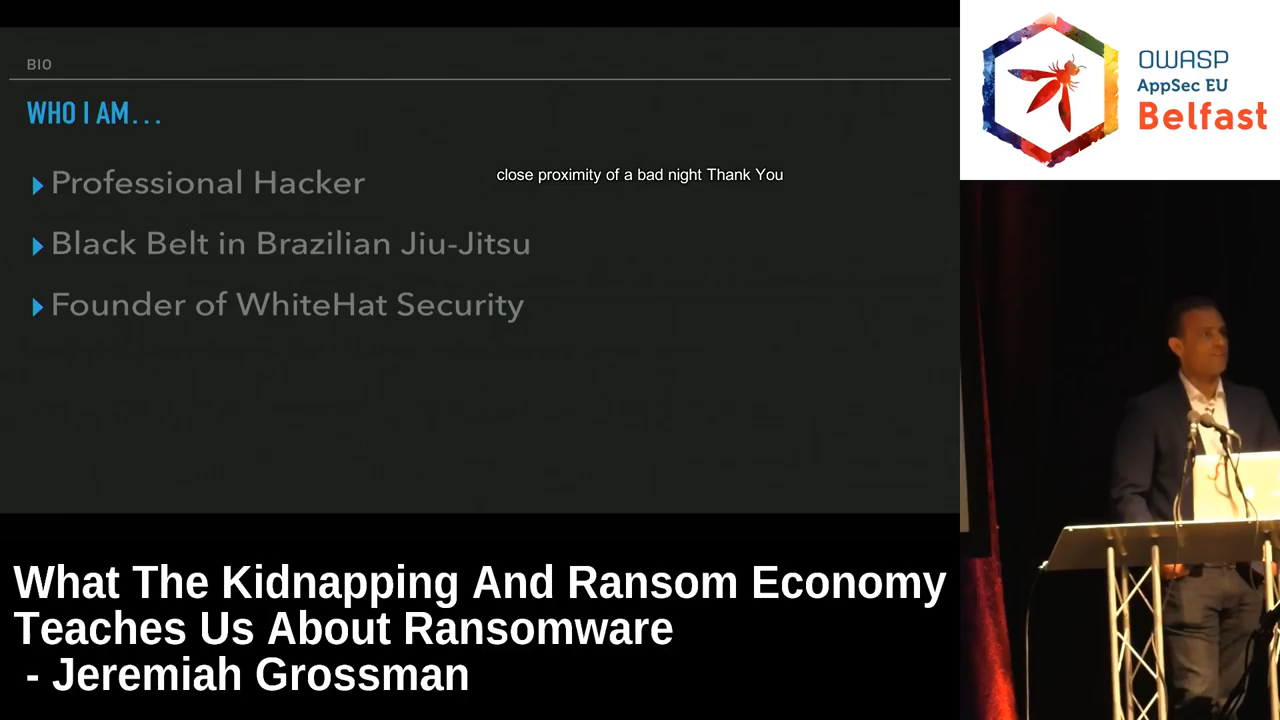 BIO
WHO I AM...
Professional Hacker
Black Belt in Brazilian Jiu-Jitsu
Founder of WhiteHat Security
close proximity of a bad night Thank You
OWASP
AppSec EU
Belfast
What The Kidnapping And Ransom Economy
Teaches Us About Ransomware
- Jeremiah Grossman